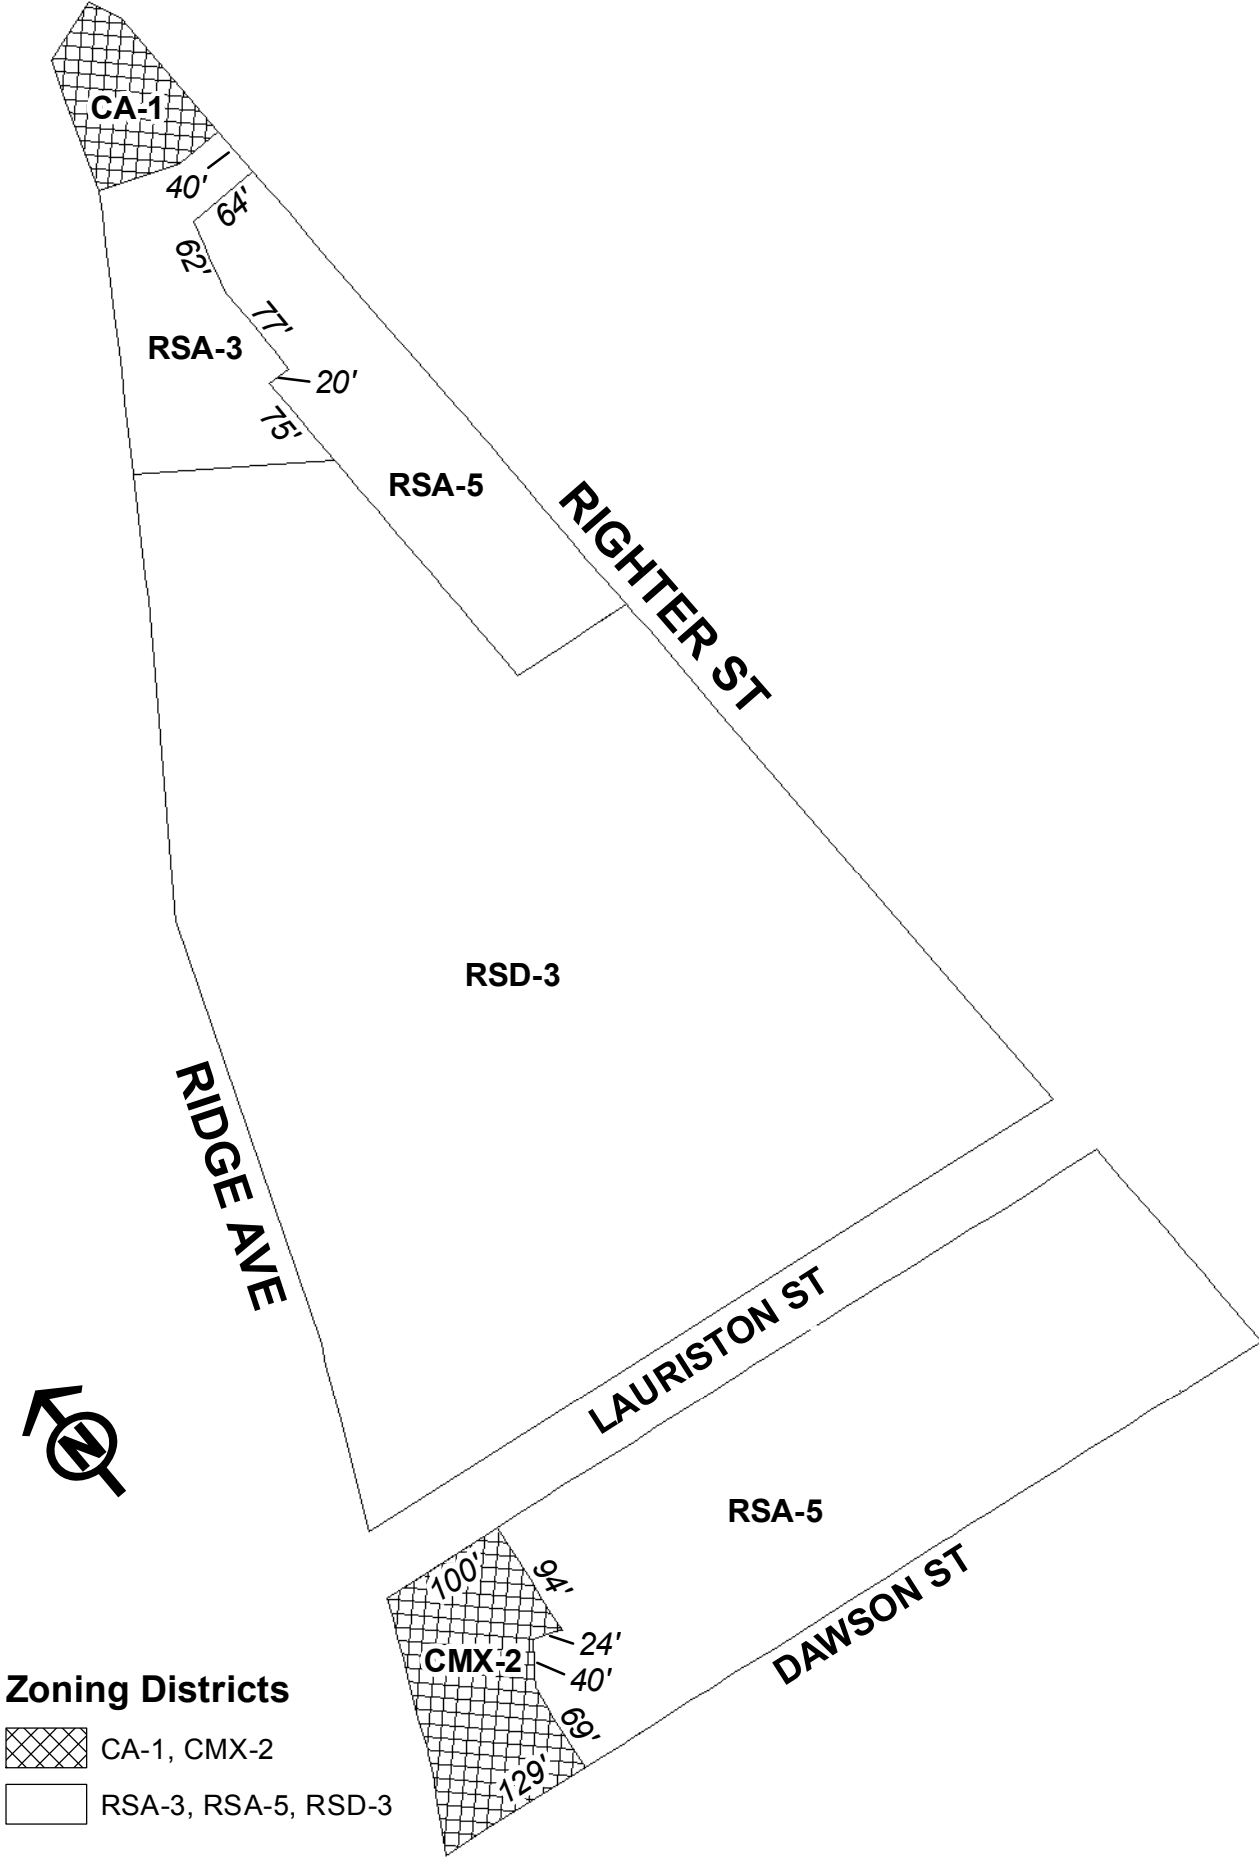 CA-1
40'
64'
62'
77'
RSA-3
20'
75'
RSA-5
RIGHTER ST
RSD-3
RIDGE AVE
LAURISTON ST
N
RSA-5
100'
94'
DAWSON ST
24'
CMX-2
40'
69'
129'
Zoning Districts
CA-1, CMX-2
RSA-3, RSA-5, RSD-3